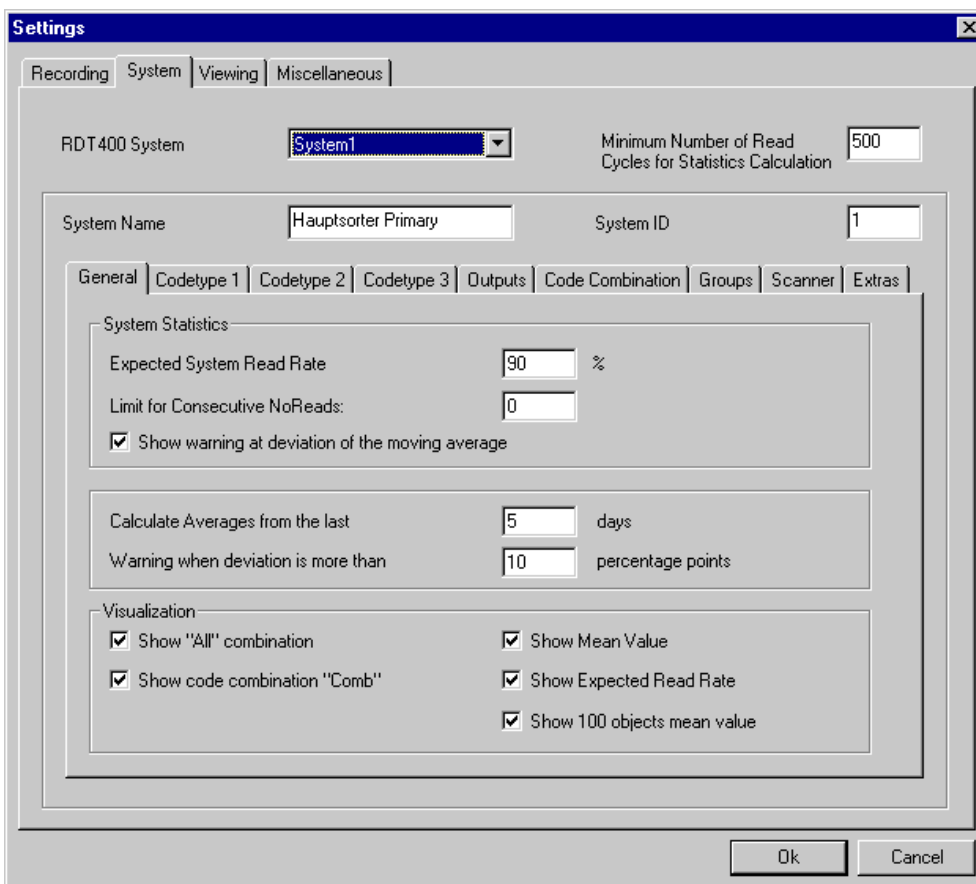 Settings
Recording System Viewing Miscellaneous
RDT400 System System1 Minimum Number of Read
Cycles for Statistics Calculation 500
System Name Hauptsorter Primary System ID 1
General Codetype 1 Codetype 2 Codetype 3 Outputs Code Combination Groups Scanner Extras
System Statistics
Expected System Read Rate 90 %
Limit for Consecutive NoReads: 0
Show warning at deviation of the moving average
Calculate Averages from the last 5 days
Warning when deviation is more than 10 percentage points
Visualization
Show "All" combination Show Mean Value
Show code combination "Comb" Show Expected Read Rate
Show 100 objects mean value
Ok Cancel